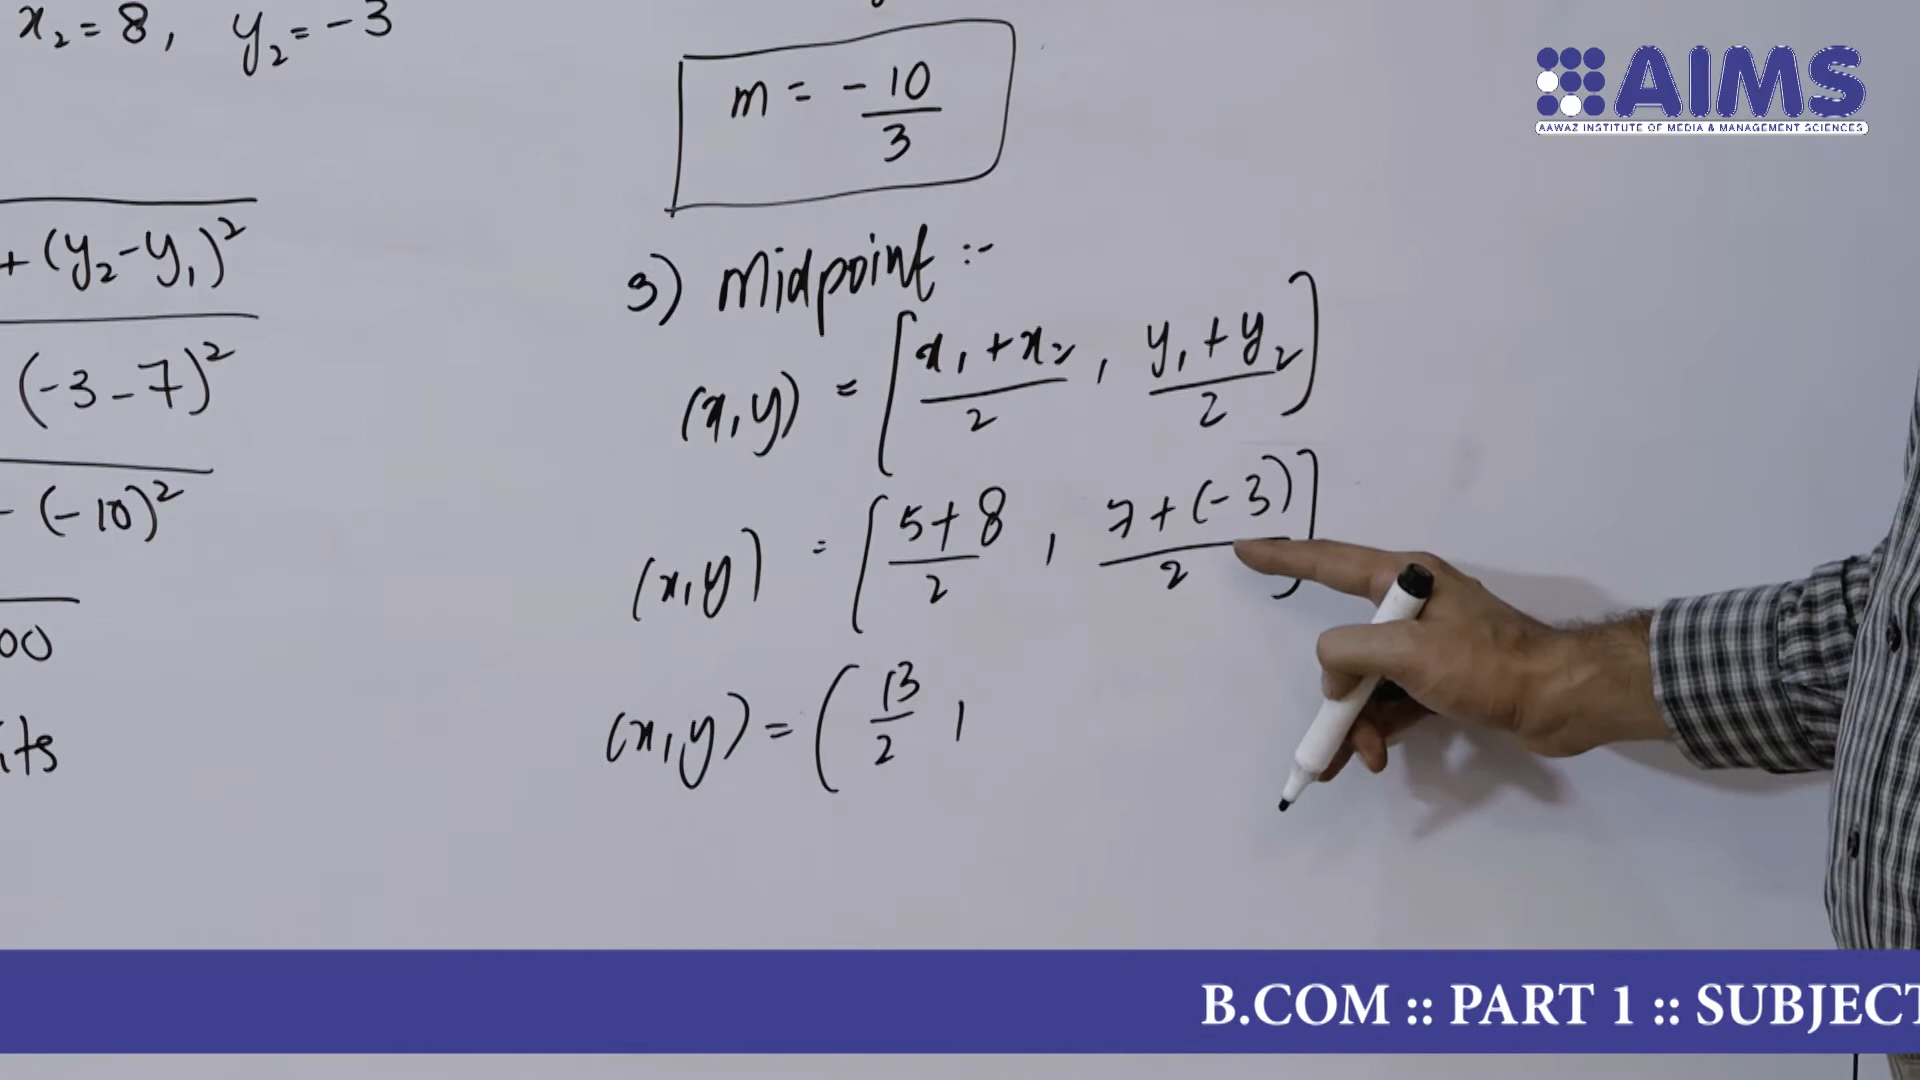 x₂ = 8, y₂ = -3
+ (y₂ - y₁)²
(-3 - 7)²
- (-10)²
00
its
m = -10/3
3) Midpoint :-
(x, y) = [x₁ + x₂/2, y₁ + y₂/2]
(x, y) = [5 + 8/2, 7 + (-3)/2]
(x, y) = (13/2,
AIMS
AAWAZ INSTITUTE OF MEDIA & MANAGEMENT SCIENCES
B.COM :: PART 1 :: SUBJECT